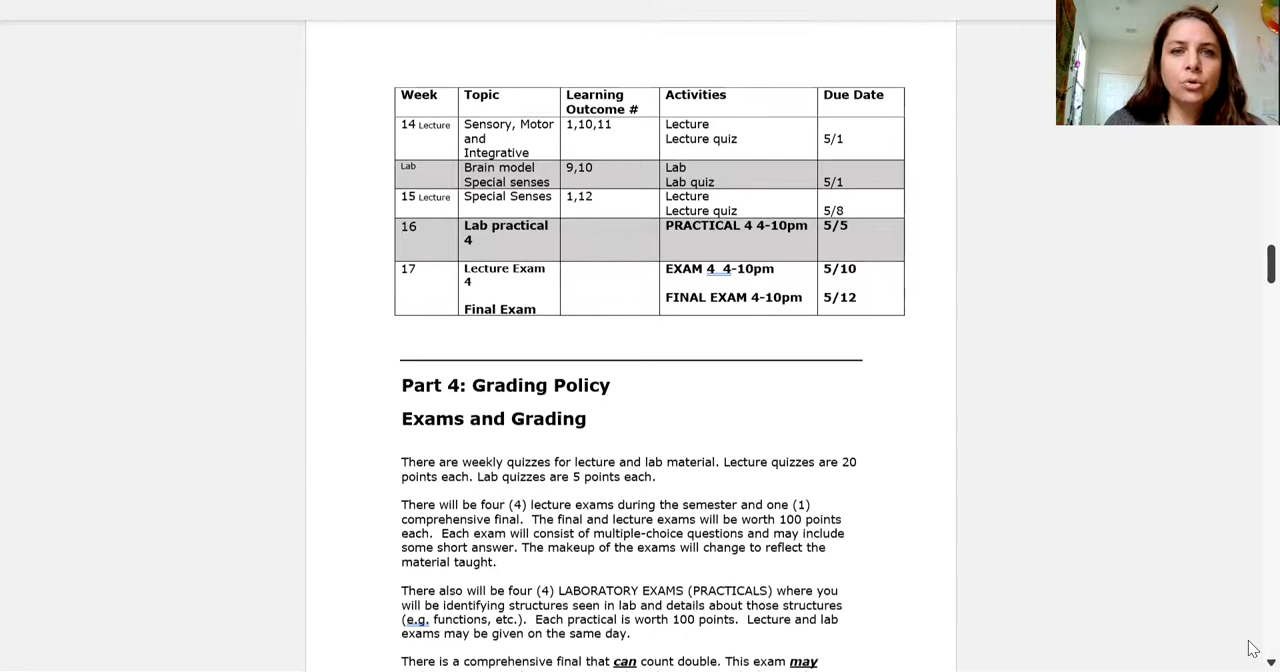 Week Topic Learning Outcome # Activities Due Date
14 Lecture Sensory, Motor and Integrative 1,10,11 Lecture Lecture quiz 5/1
Lab Brain model Special senses 9,10 Lab Lab quiz 5/1
15 Lecture Special Senses 1,12 Lecture Lecture quiz 5/8
16 Lab practical 4 PRACTICAL 4 4-10pm 5/5
17 Lecture Exam 4 Final Exam EXAM 4 4-10pm FINAL EXAM 4-10pm 5/10 5/12
Part 4: Grading Policy
Exams and Grading
There are weekly quizzes for lecture and lab material. Lecture quizzes are 20
points each. Lab quizzes are 5 points each.
There will be four (4) lecture exams during the semester and one (1)
comprehensive final. The final and lecture exams will be worth 100 points
each. Each exam will consist of multiple-choice questions and may include
some short answer. The makeup of the exams will change to reflect the
material taught.
There also will be four (4) LABORATORY EXAMS (PRACTICALS) where you
will be identifying structures seen in lab and details about those structures
(e.g. functions, etc.). Each practical is worth 100 points. Lecture and lab
exams may be given on the same day.
There is a comprehensive final that can count double. This exam may